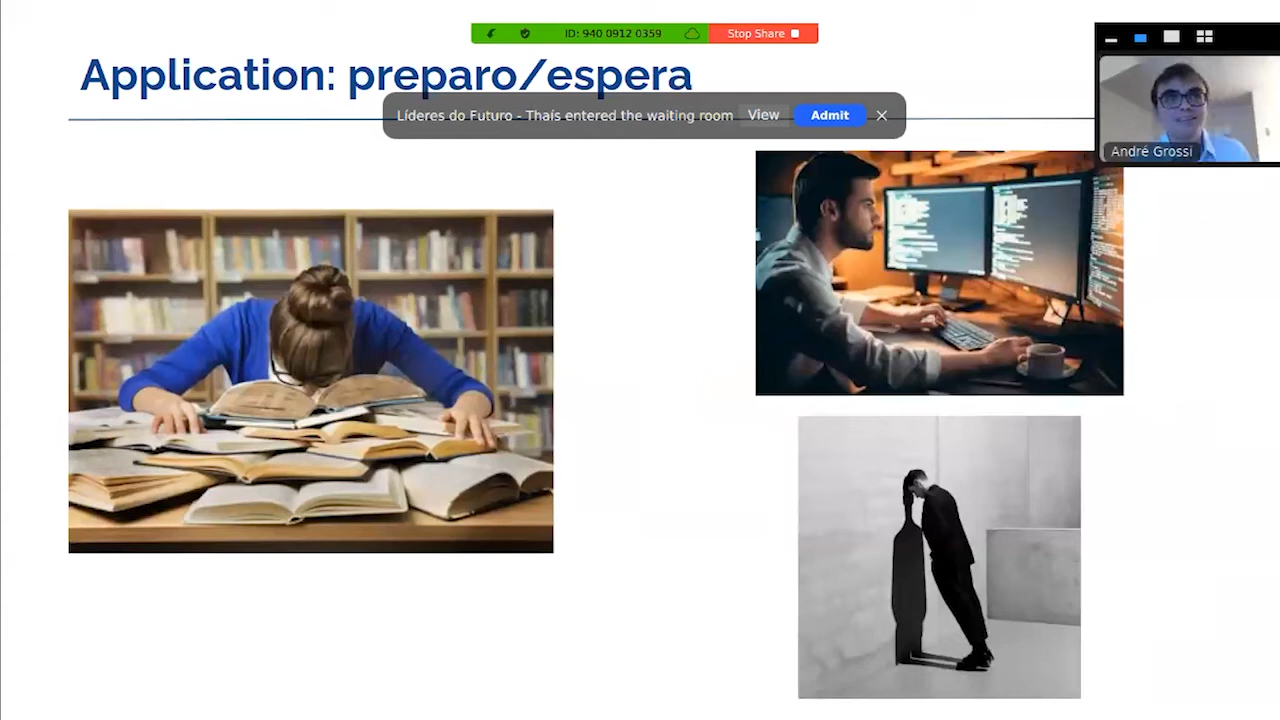 ID: 940 0912 0359
Stop Share
Application: preparo/espera
Líderes do Futuro - Thaís entered the waiting room View Admit
André Grossi